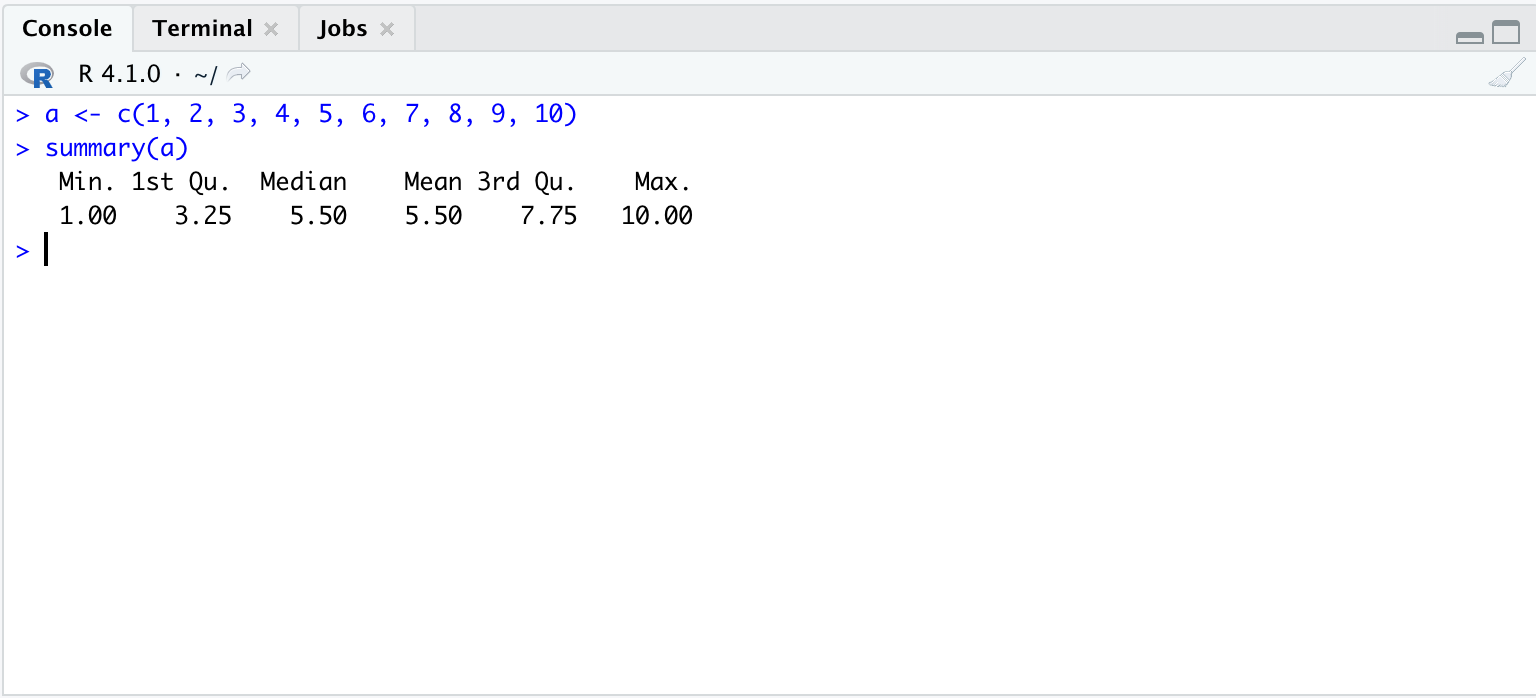 Console Terminal Jobs
R R 4.1.0 · ~/
> a <- c(1, 2, 3, 4, 5, 6, 7, 8, 9, 10)
> summary(a)
Min. 1st Qu. Median Mean 3rd Qu. Max.
1.00 3.25 5.50 5.50 7.75 10.00
>